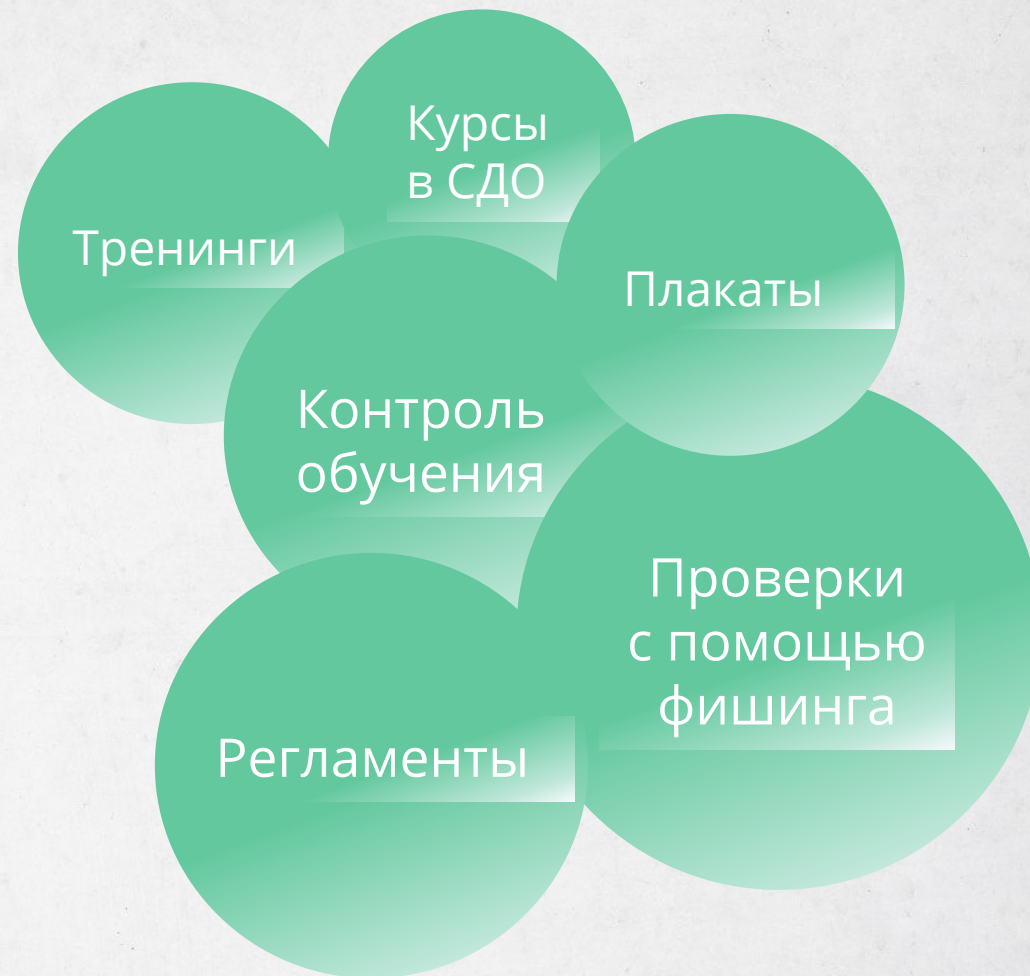 Курсы
в СДО
Тренинги
Плакаты
Контроль
обучения
Проверки
с помощью
фишинга
Регламенты